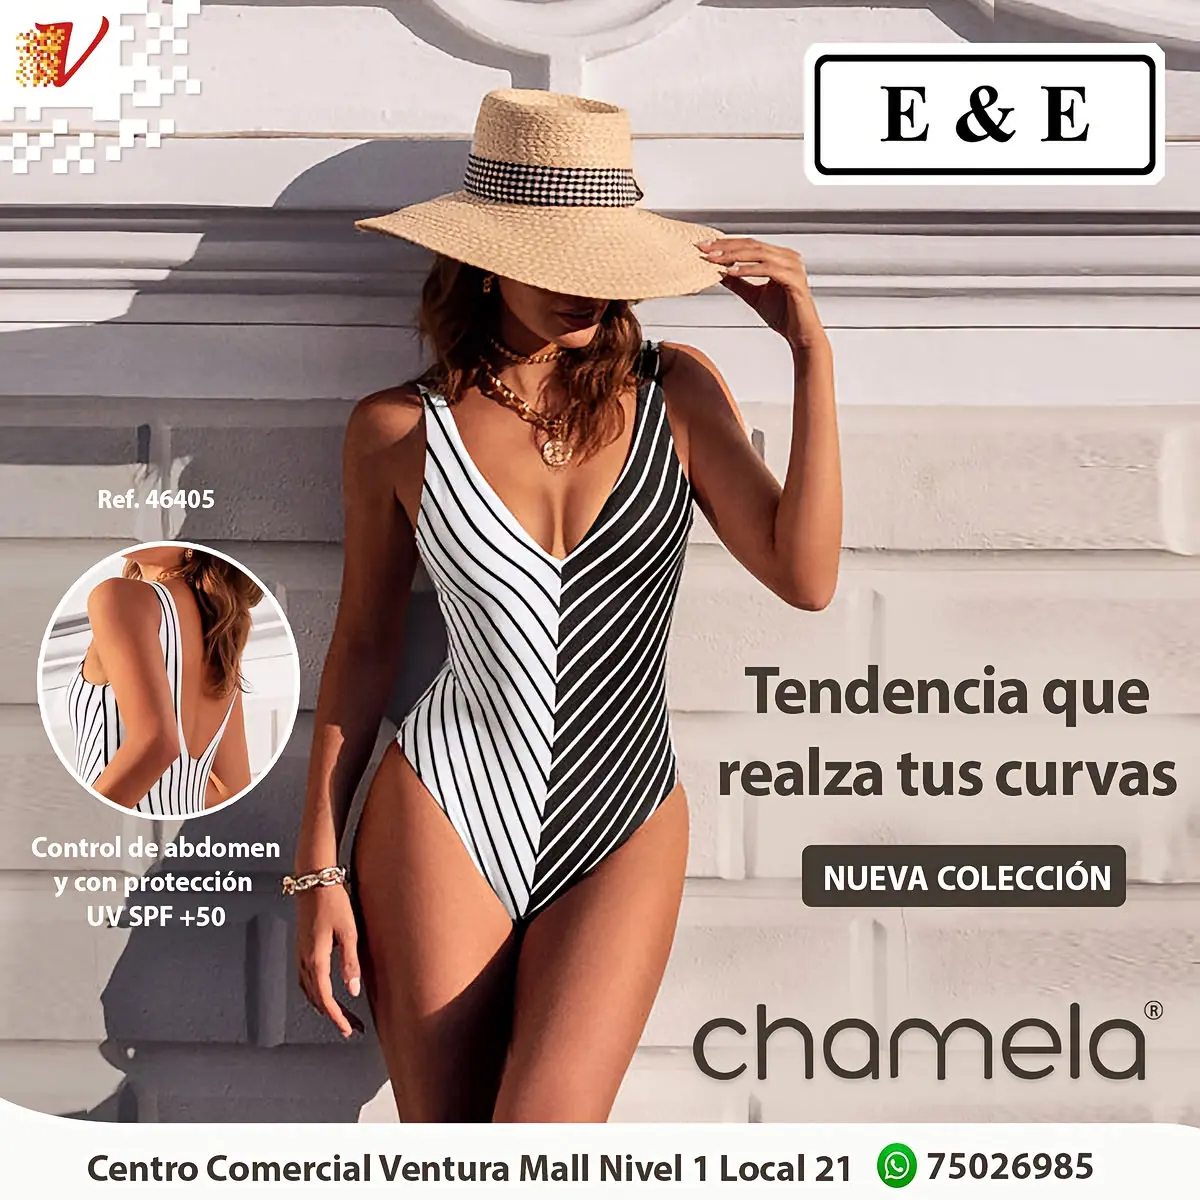 V
E & E
Ref. 46405
Control de abdomen
y con protección
UV SPF +50
Tendencia que
realza tus curvas
NUEVA COLECCIÓN
chamela®
Centro Comercial Ventura Mall Nivel 1 Local 21 75026985